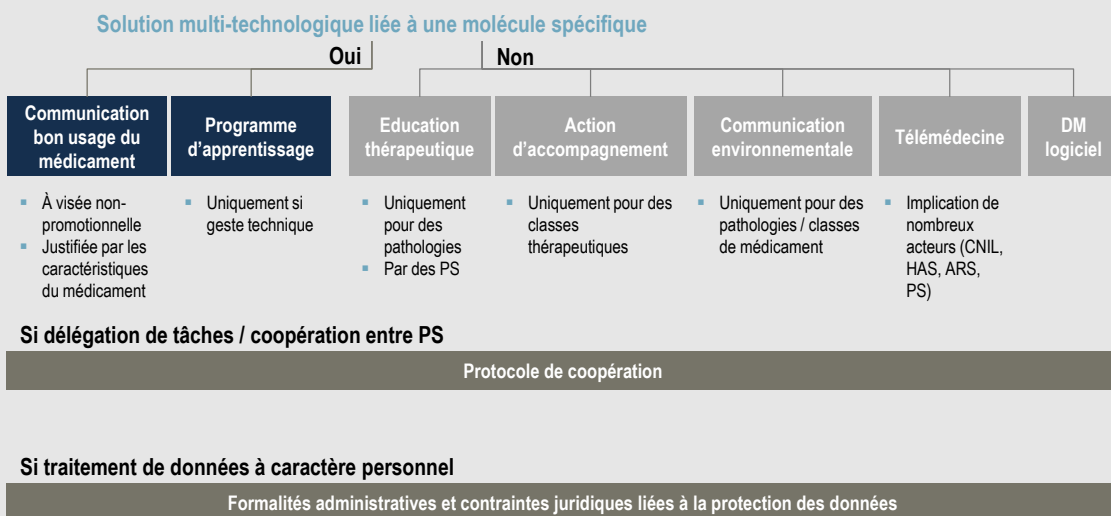 Solution multi-technologique liée à une molécule spécifique
Oui
Non
Communication
bon usage du
médicament
Programme
d'apprentissage
Education
thérapeutique
Action
d'accompagnement
Communication
environnementale
Télémédecine
DM
logiciel
▪ À visée non-
promotionnelle
▪ Justifiée par les
caractéristiques
du médicament
▪ Uniquement si
geste technique
▪ Uniquement
pour des
pathologies
▪ Par des PS
▪ Uniquement pour des
classes
thérapeutiques
▪ Uniquement pour des
pathologies / classes
de médicament
▪ Implication de
nombreux
acteurs (CNIL,
HAS, ARS,
PS)
Si délégation de tâches / coopération entre PS
Protocole de coopération
Si traitement de données à caractère personnel
Formalités administratives et contraintes juridiques liées à la protection des données